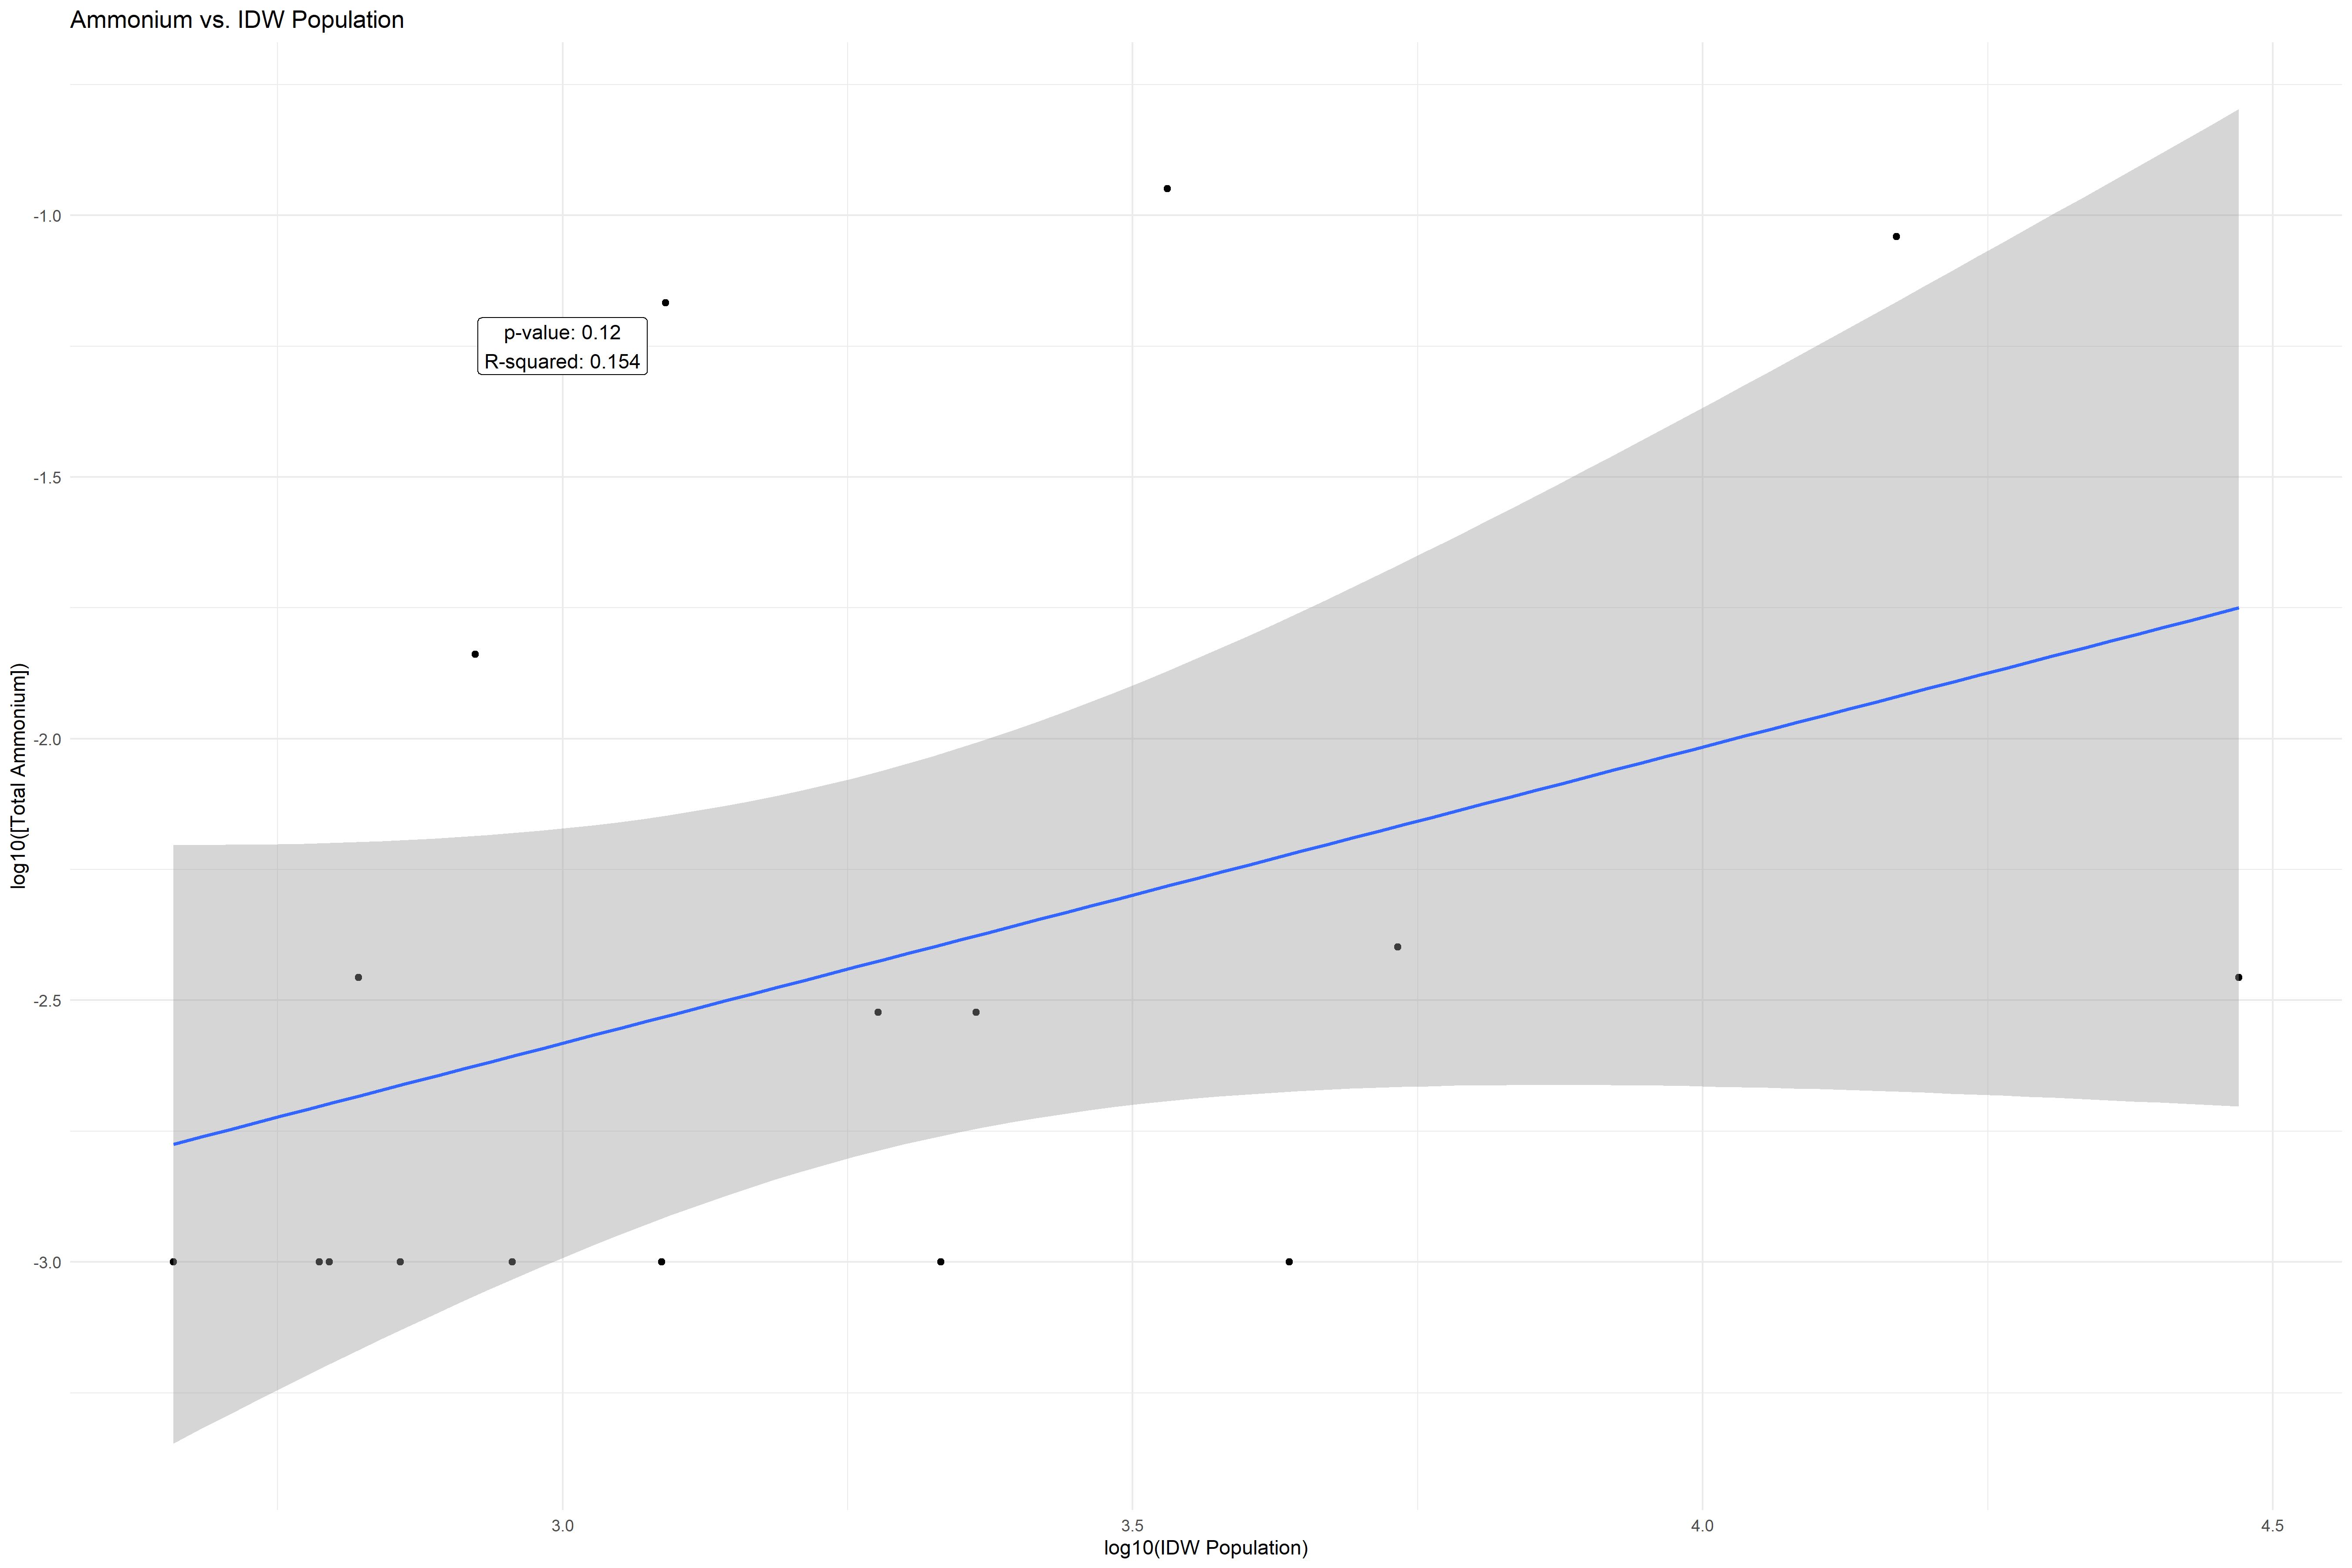 Ammonium vs. IDW Population
p-value: 0.12
R-squared: 0.154
log10([Total Ammonium])
-1.0
-1.5
-2.0
-2.5
-3.0
3.0
3.5
4.0
4.5
log10(IDW Population)